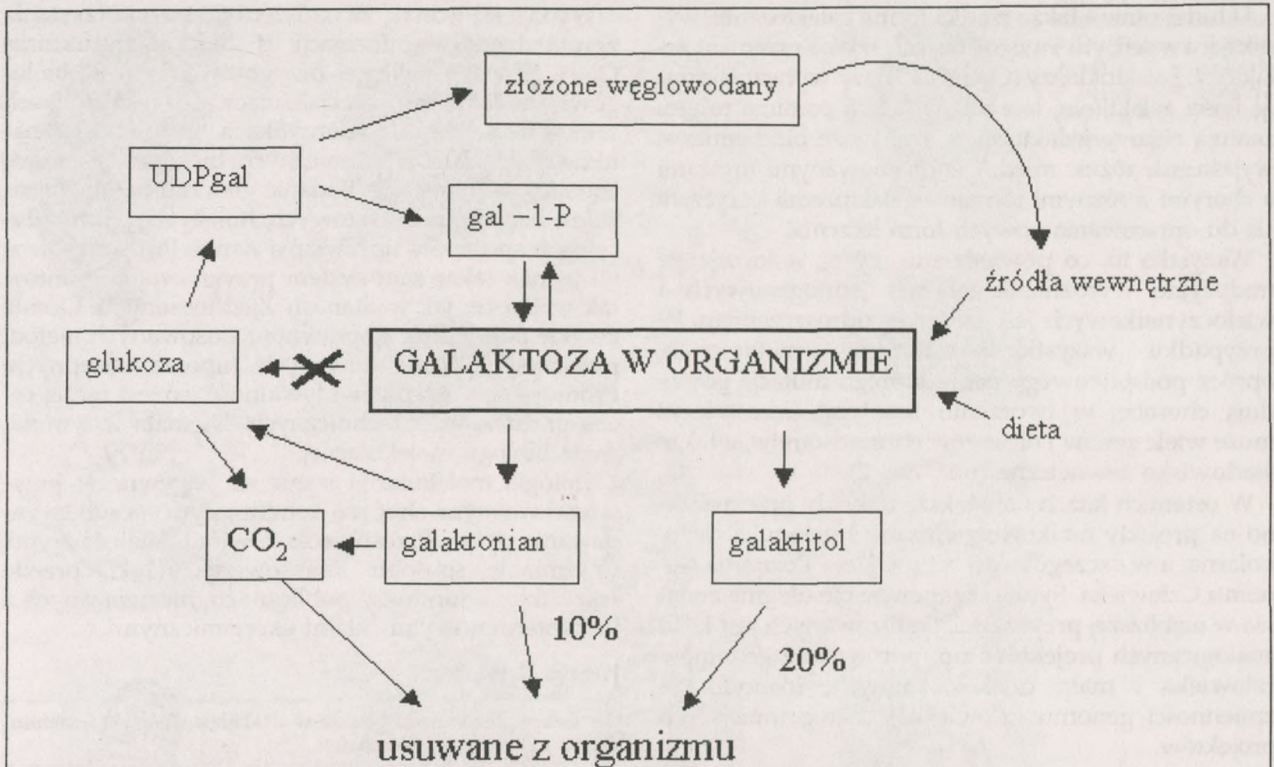 złożone węglowodany
UDPgal
gal –1-P
źródła wewnętrzne
glukoza
GALAKTOZA W ORGANIZMIE
dieta
CO2
galaktonian
galaktitol
10%
20%
usuwane z organizmu